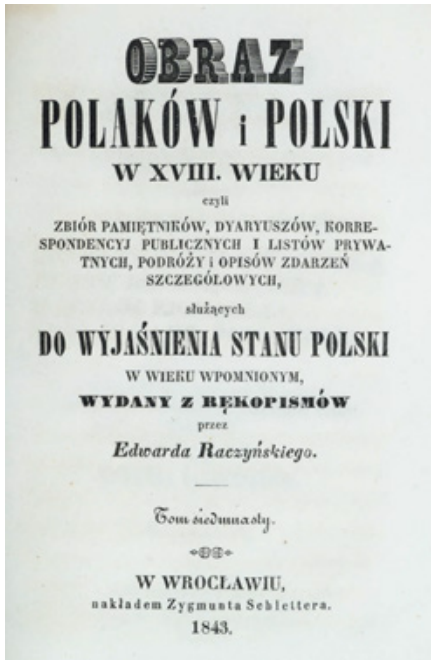 OBRAZ
POLAKÓW i POLSKI
W XVIII. WIEKU
czyli
ZBIÓR PAMIĘTNIKÓW, DYARYUSZÓW, KORRE-
SPONDENCYJ PUBLICZNYCH I LISTÓW PRYWA-
TNYCH, PODRÓŻY i OPISÓW ZDARZEŃ
SZCZEGÓLOWYCH,
służących
DO WYJAŚNIENIA STANU POLSKI
W WIEKU WPOMNIONYM,
WYDANY Z RĘKOPISMÓW
przez
Edwarda Raczyńskiego.
Tom siedmnasty.
W WROCŁAWIU,
nakładem Zygmunta Schlettera.
1843.